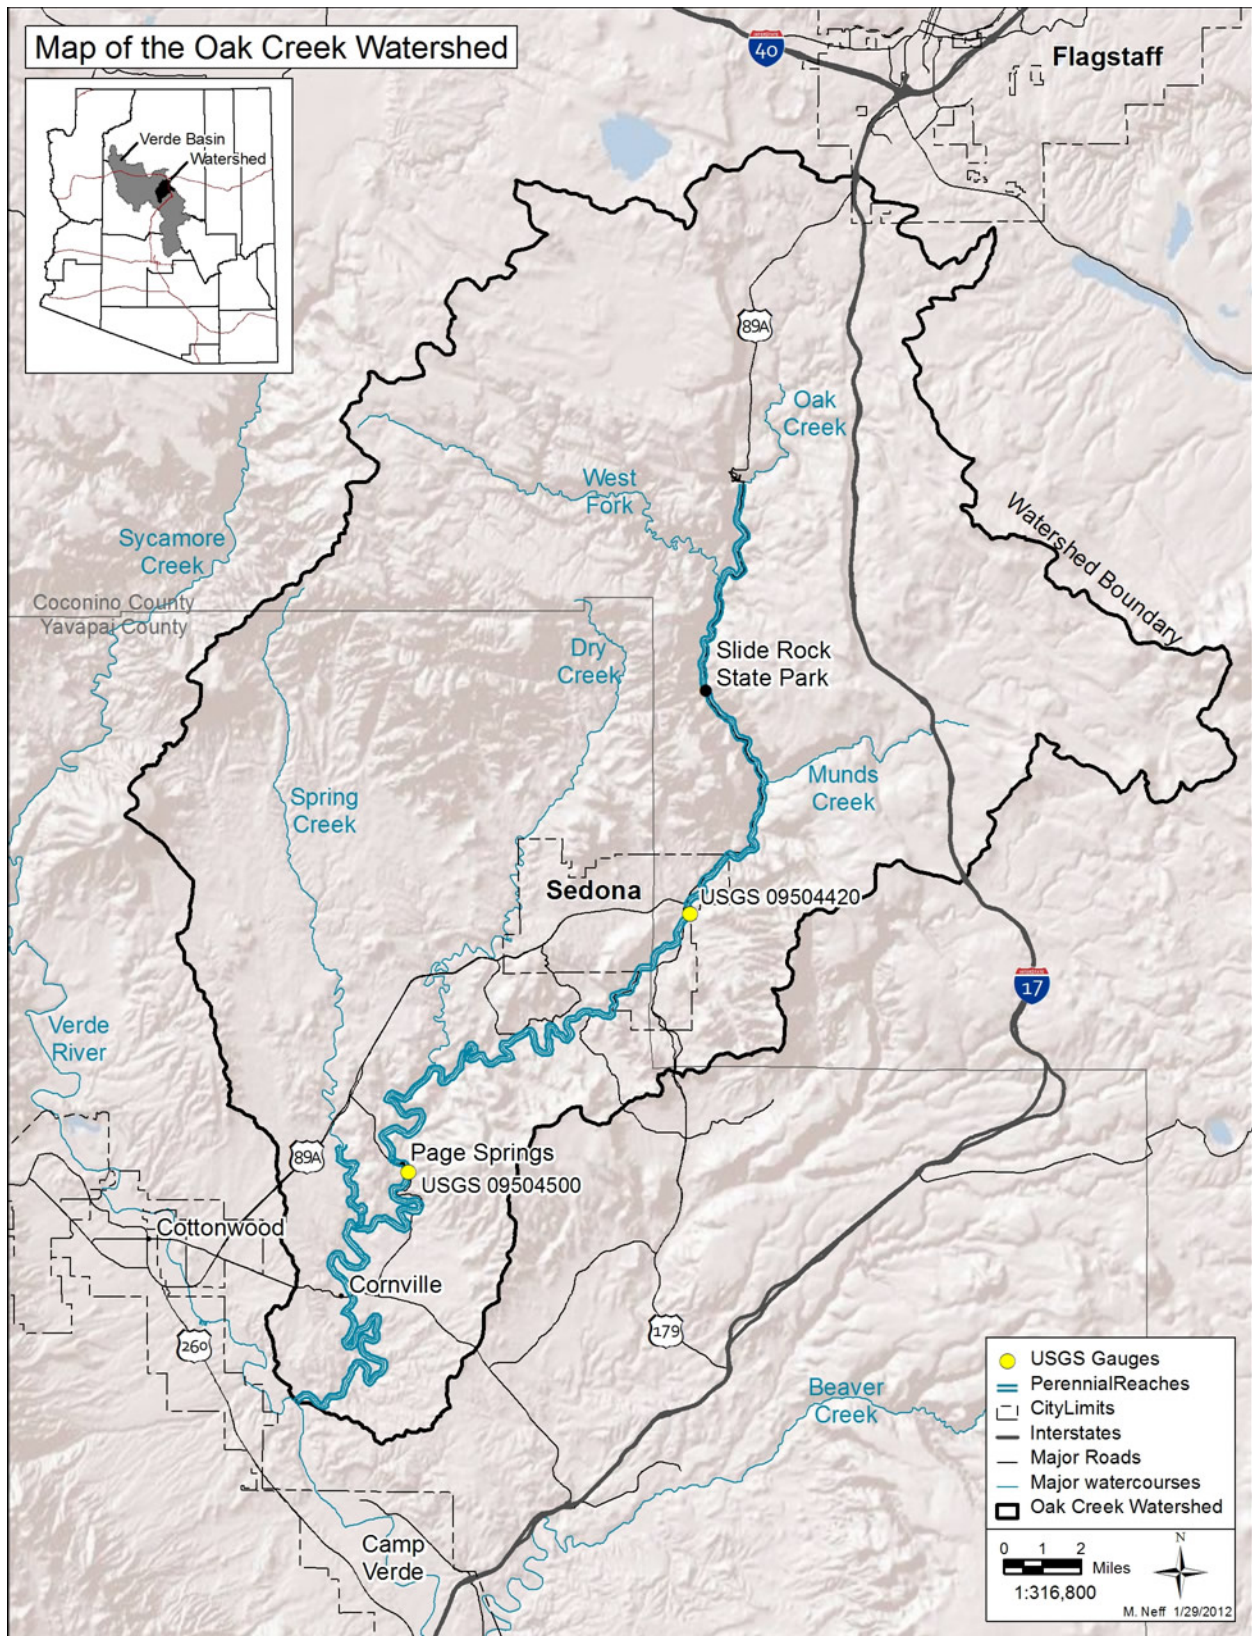 Map of the Oak Creek Watershed
40
Flagstaff
Verde Basin
Watershed
89A
Oak
Creek
West
Fork
Sycamore
Creek
Watershed Boundary
Coconino County
Yavapai County
Dry
Creek
Slide Rock
State Park
Spring
Creek
Munds
Creek
Sedona
USGS 09504420
17
Verde
River
89A
Page Springs
USGS 09504500
Cottonwood
Cornville
260
179
Beaver
Creek
Camp
Verde
USGS Gauges
PerennialReaches
CityLimits
Interstates
Major Roads
Major watercourses
Oak Creek Watershed
0 1 2
Miles
1:316,800
N
M. Neff 1/29/2012